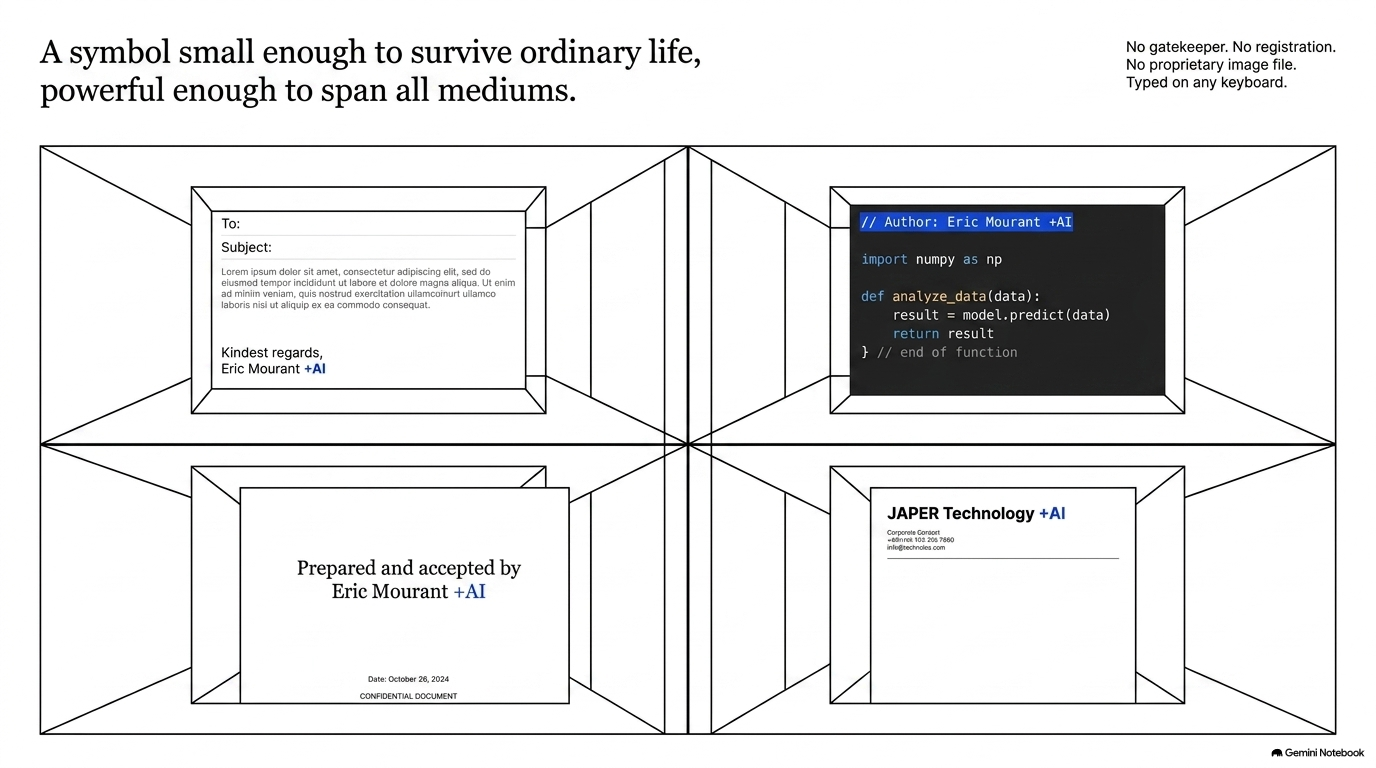 A symbol small enough to survive ordinary life,
powerful enough to span all mediums.
No gatekeeper. No registration.
No proprietary image file.
Typed on any keyboard.
To:
Subject:
Lorem ipsum dolor sit amet, consectetur adipiscing elit, sed do
eiusmod tempor incididunt ut labore et dolore magna aliqua. Ut enim
ad minim veniam, quis nostrud exercitation ullamcoinurt ullamco
laboris nisi ut aliquip ex ea commodo consequat.
Kindest regards,
Eric Mourant +AI
// Author: Eric Mourant +AI
import numpy as np
def analyze_data(data):
result = model.predict(data)
return result
} // end of function
Prepared and accepted by
Eric Mourant +AI
Date: October 26, 2024
CONFIDENTIAL DOCUMENT
JAPER Technology +AI
Corporate
info@technoles.com
Gemini Notebook